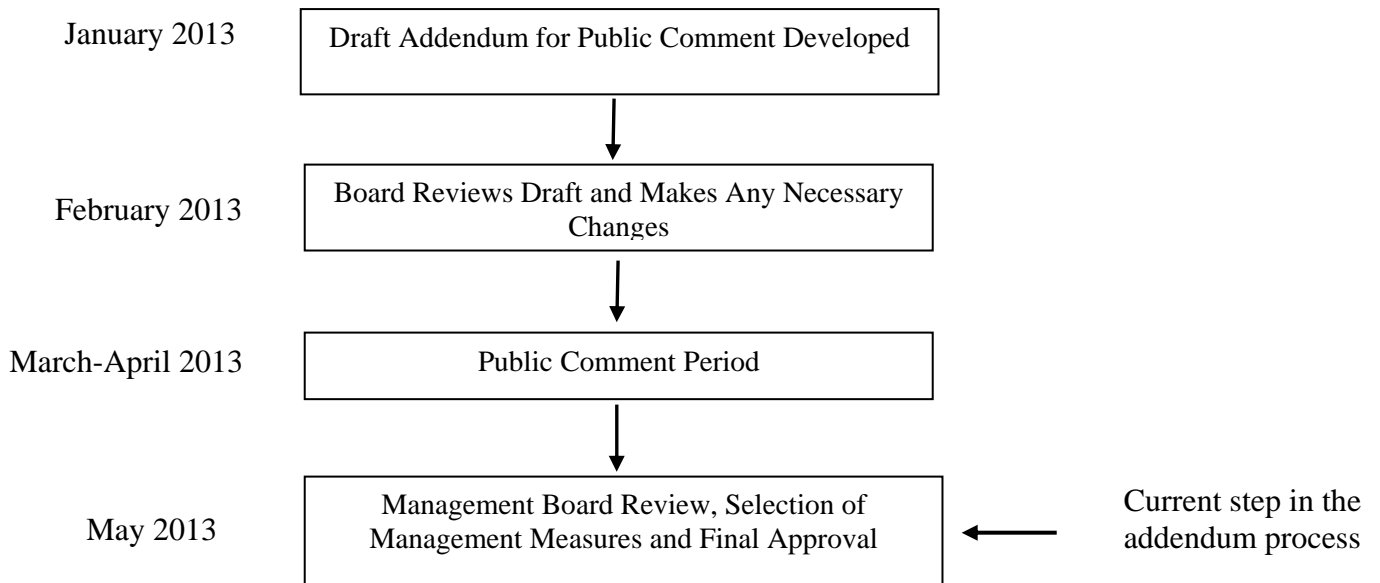 January 2013
Draft Addendum for Public Comment Developed
February 2013
Board Reviews Draft and Makes Any Necessary
Changes
March-April 2013
Public Comment Period
May 2013
Management Board Review, Selection of
Management Measures and Final Approval
Current step in the
addendum process